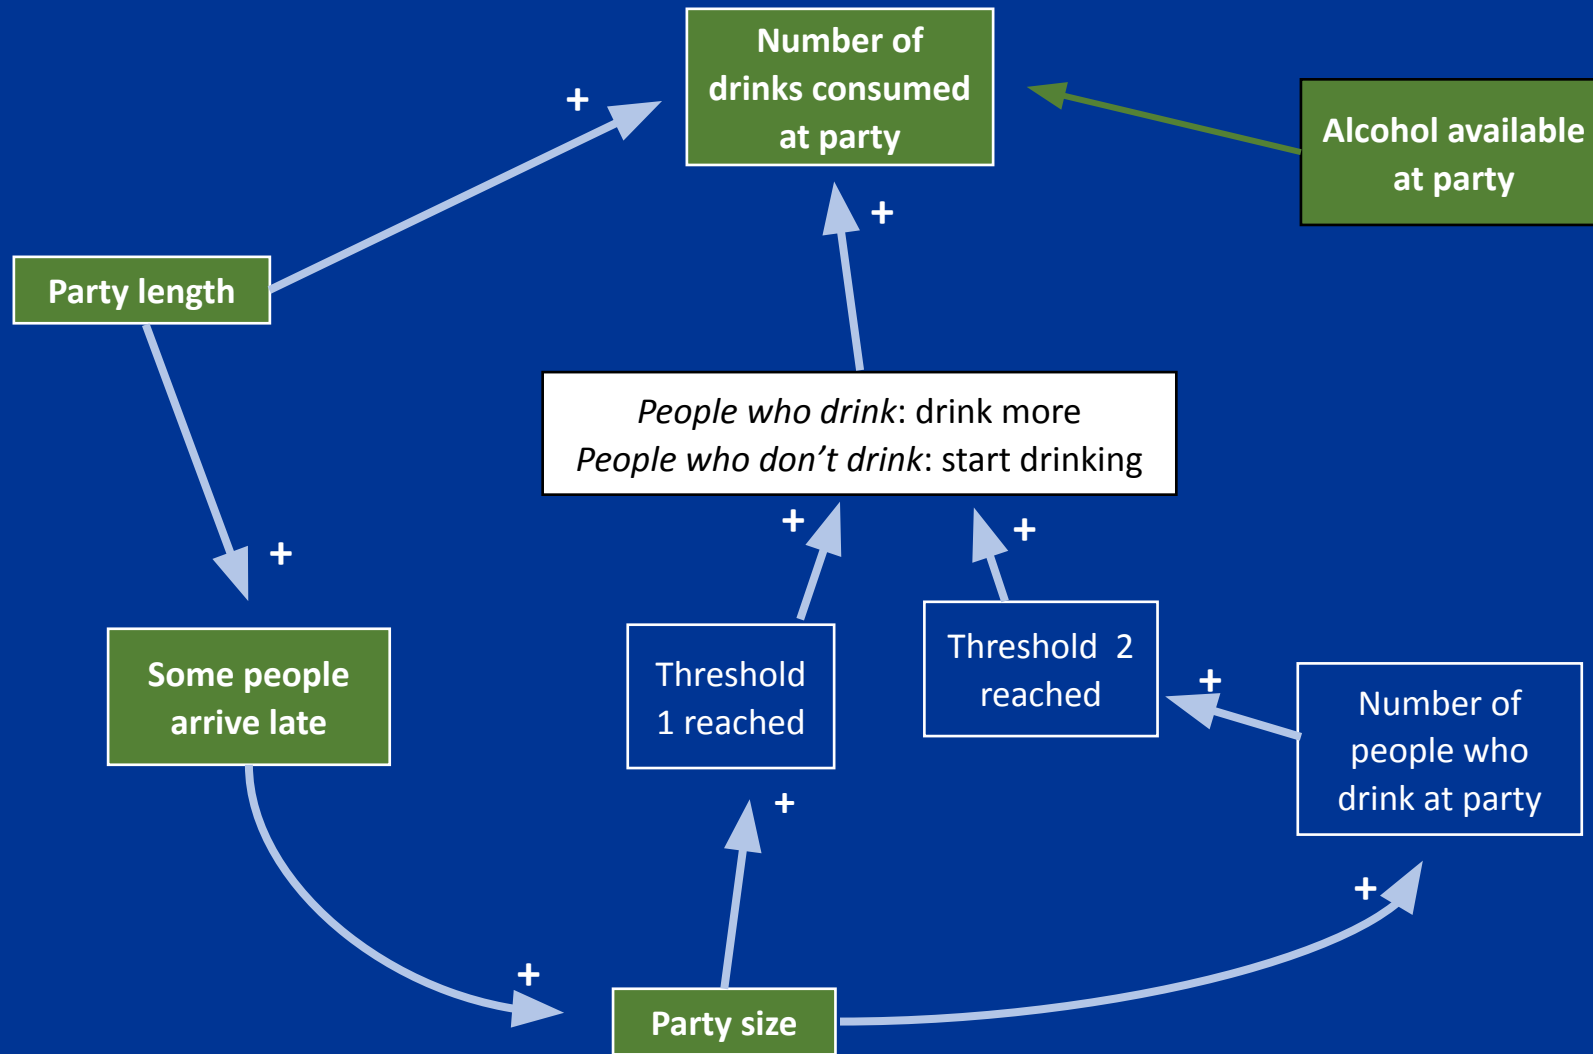 Number of
drinks consumed
at party
+
Alcohol available
at party
+
Party length
People who drink: drink more
People who don't drink: start drinking
+
+
+
Some people
arrive late
Threshold
1 reached
Threshold 2
reached
+
Number of
people who
drink at party
+
+
+
Party size